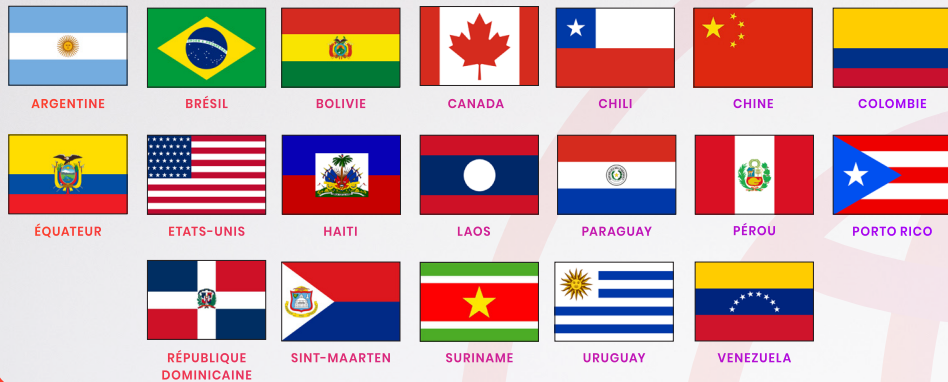 ARGENTINE
BRÉSIL
BOLIVIE
CANADA
CHILI
CHINE
COLOMBIE
ÉQUATEUR
ETATS-UNIS
HAITI
LAOS
PARAGUAY
PÉROU
PORTO RICO
RÉPUBLIQUE
DOMINICAINE
SINT-MAARTEN
SURINAME
URUGUAY
VENEZUELA